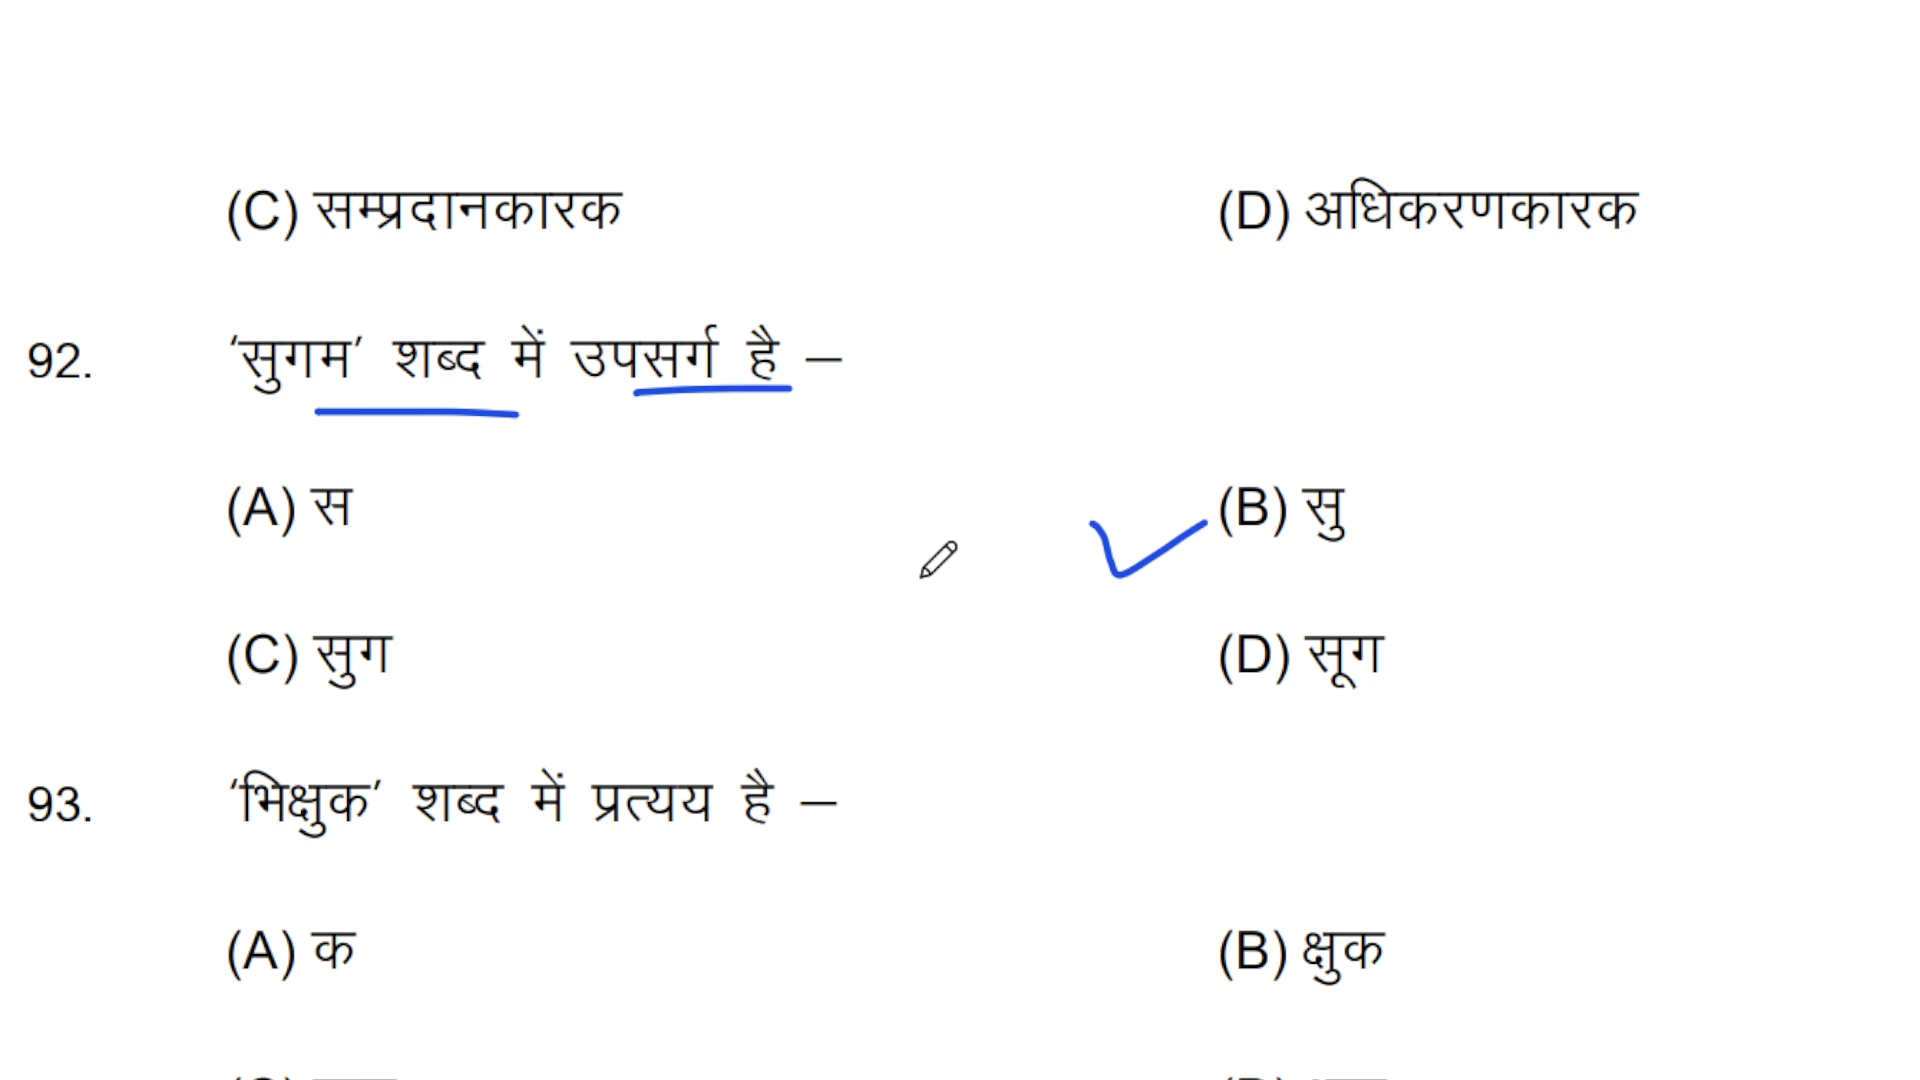 (C) सम्प्रदानकारक (D) अधिकरणकारक
92. ‘सुगम’ शब्द में उपसर्ग है –
(A) स (B) सु
(C) सुग (D) सूग
93. ‘भिक्षुक’ शब्द में प्रत्यय है –
(A) क (B) क्षुक